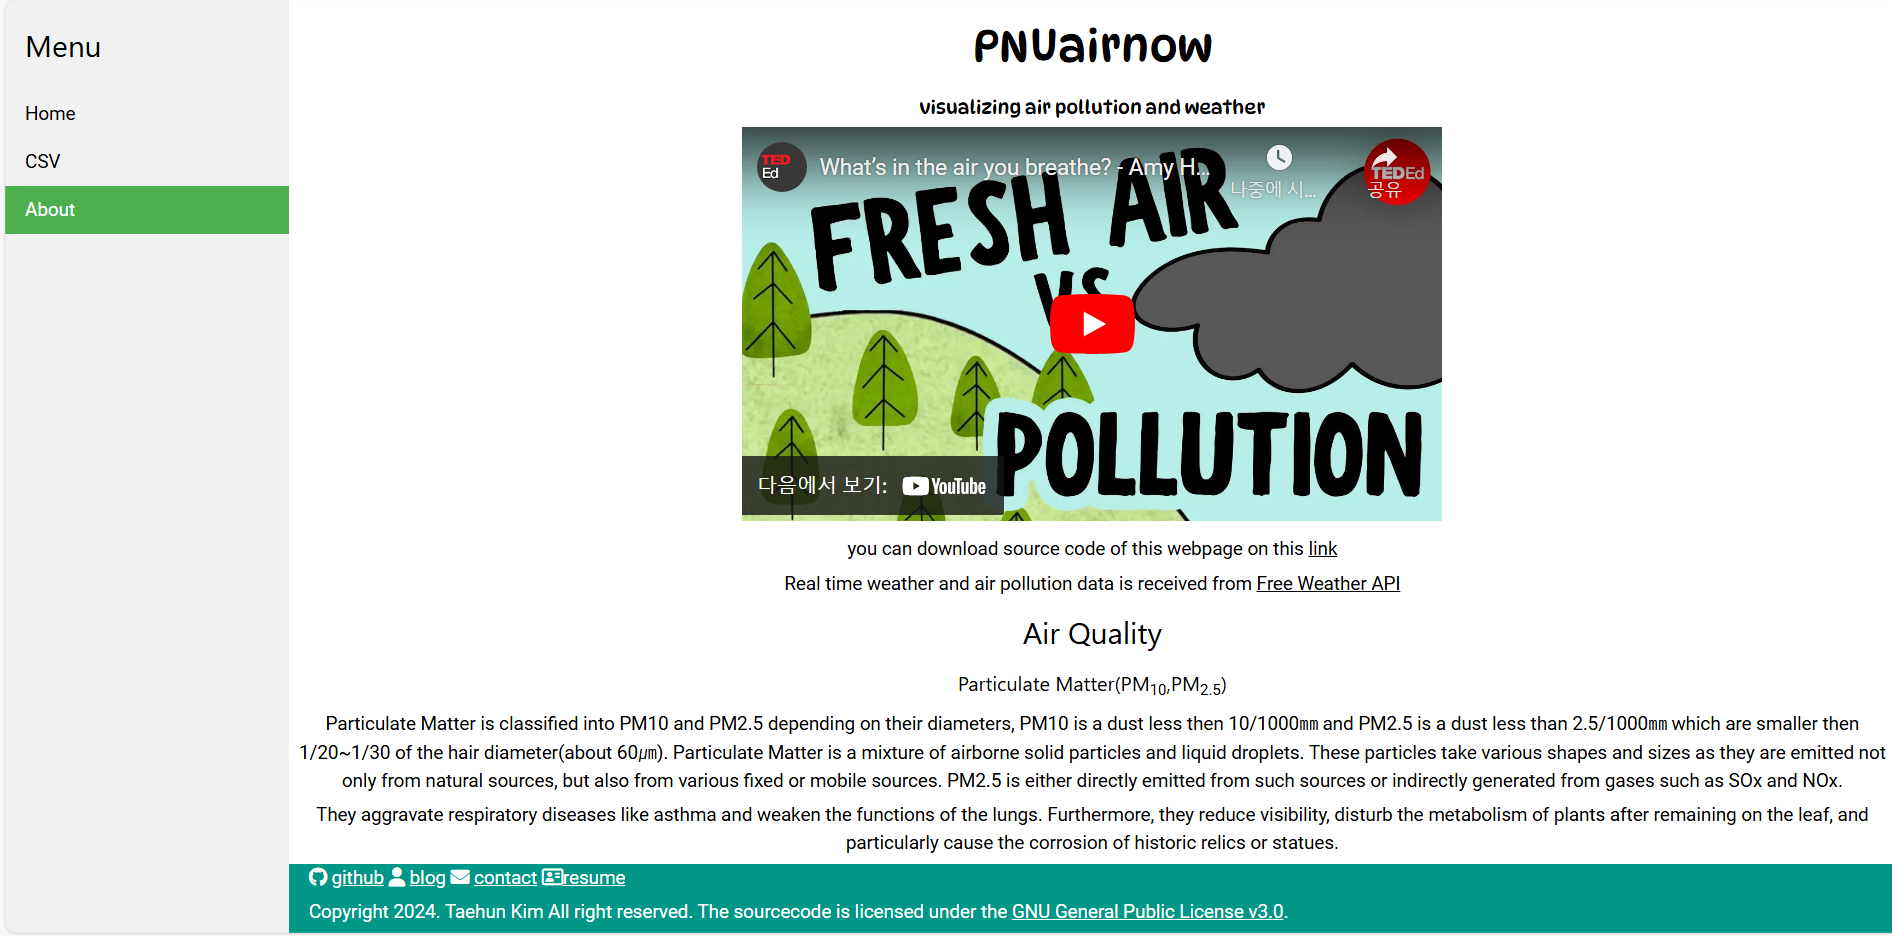 Menu
Home
CSV
About
PNUairnow
visualizing air pollution and weather
TED
Ed
What's in the air you breathe? - Amy H...
나중에 시...
TEDEd
공유
FRESH AIR
VS
POLLUTION
다음에서 보기: YouTube
you can download source code of this webpage on this link
Real time weather and air pollution data is received from Free Weather API
Air Quality
Particulate Matter(PM10,PM2.5)
Particulate Matter is classified into PM10 and PM2.5 depending on their diameters, PM10 is a dust less then 10/1000㎜ and PM2.5 is a dust less than 2.5/1000㎜ which are smaller then
1/20~1/30 of the hair diameter(about 60㎛). Particulate Matter is a mixture of airborne solid particles and liquid droplets. These particles take various shapes and sizes as they are emitted not
only from natural sources, but also from various fixed or mobile sources. PM2.5 is either directly emitted from such sources or indirectly generated from gases such as SOx and NOx.
They aggravate respiratory diseases like asthma and weaken the functions of the lungs. Furthermore, they reduce visibility, disturb the metabolism of plants after remaining on the leaf, and
particularly cause the corrosion of historic relics or statues.
github blog contact resume
Copyright 2024. Taehun Kim All right reserved. The sourcecode is licensed under the GNU General Public License v3.0.